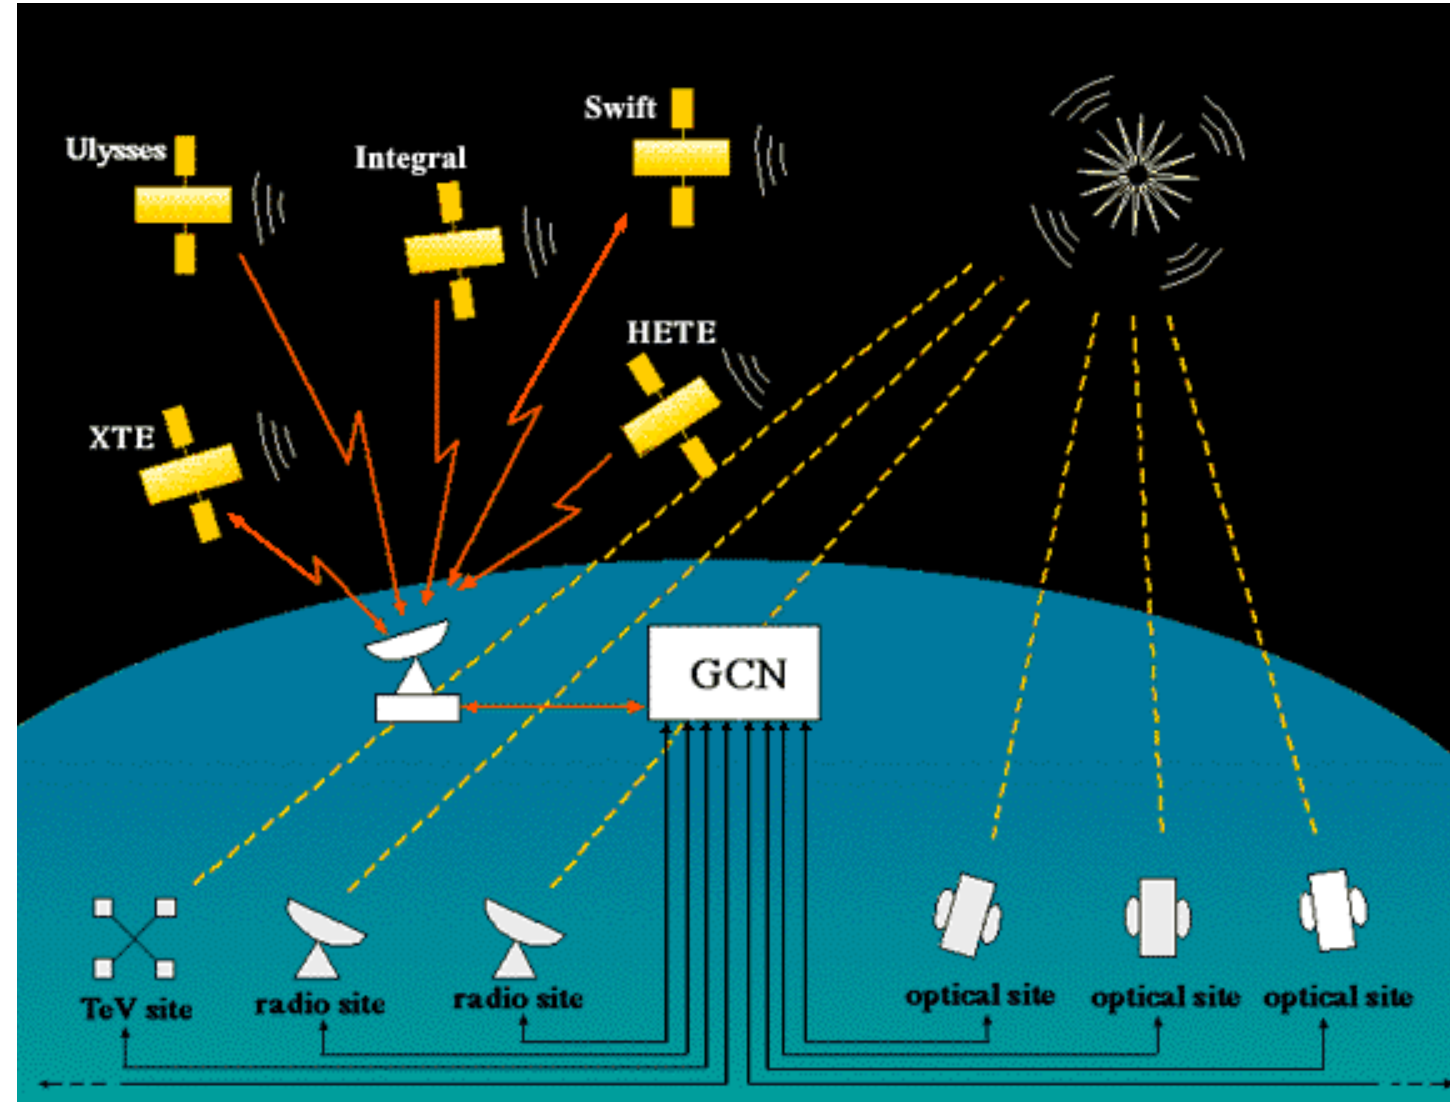 Swift
Ulysses
Integral
HETE
XTE
GCN
TeV site
radio site
radio site
optical site
optical site
optical site